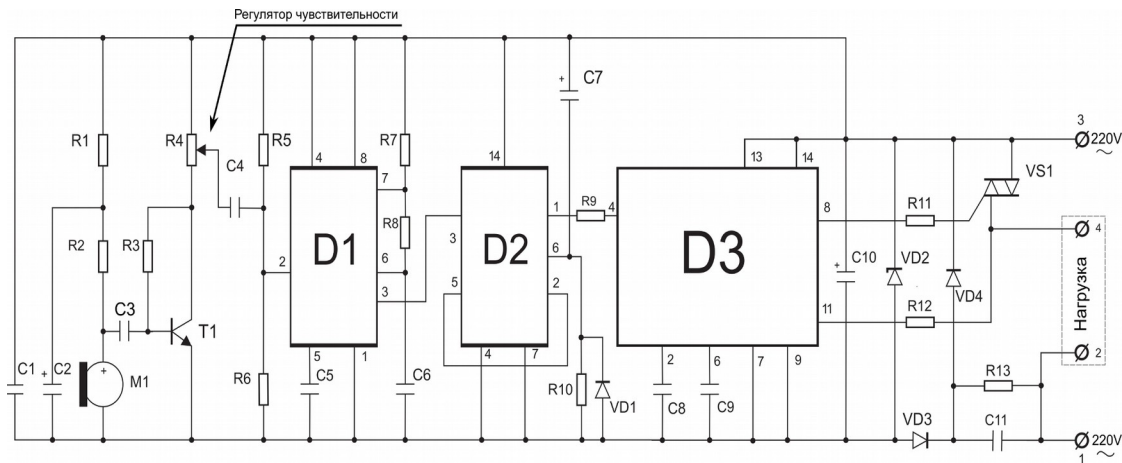 Регулятор чувствительности
R1
R4
C4
R5
R7
C7
4
8
7
14
13
14
3
220V
~
VS1
R2
R3
R8
D1
2
6
3
3
D2
1
R9
4
6
5
2
D3
8
R11
4
C10
VD2
VD4
Нагрузка
C3
T1
11
R12
2
C1
C2
M1
R6
5
1
C5
C6
4
7
R10
VD1
2
6
7
9
C8
C9
R13
VD3
C11
220V
~
1
+
+
+
+